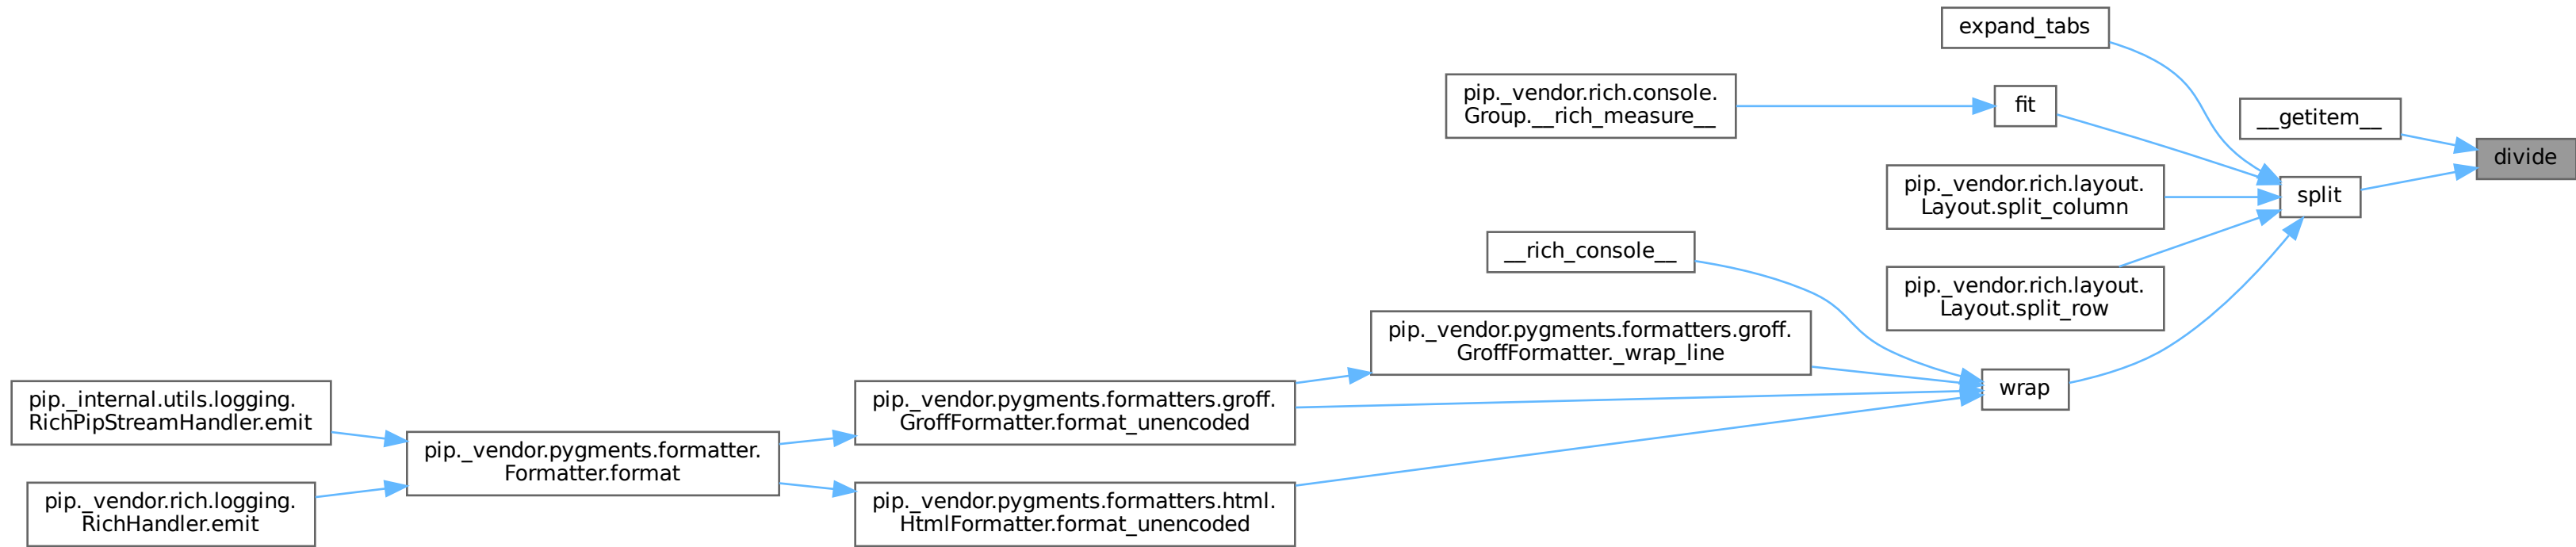 expand_tabs
pip._vendor.rich.console.
Group.__rich_measure__
fit
__getitem__
divide
pip._vendor.rich.layout.
Layout.split_column
split
__rich_console__
pip._vendor.rich.layout.
Layout.split_row
pip._vendor.pygments.formatters.groff.
GroffFormatter._wrap_line
wrap
pip._internal.utils.logging.
RichPipStreamHandler.emit
pip._vendor.pygments.formatters.groff.
GroffFormatter.format_unencoded
pip._vendor.pygments.formatter.
Formatter.format
pip._vendor.rich.logging.
RichHandler.emit
pip._vendor.pygments.formatters.html.
HtmlFormatter.format_unencoded